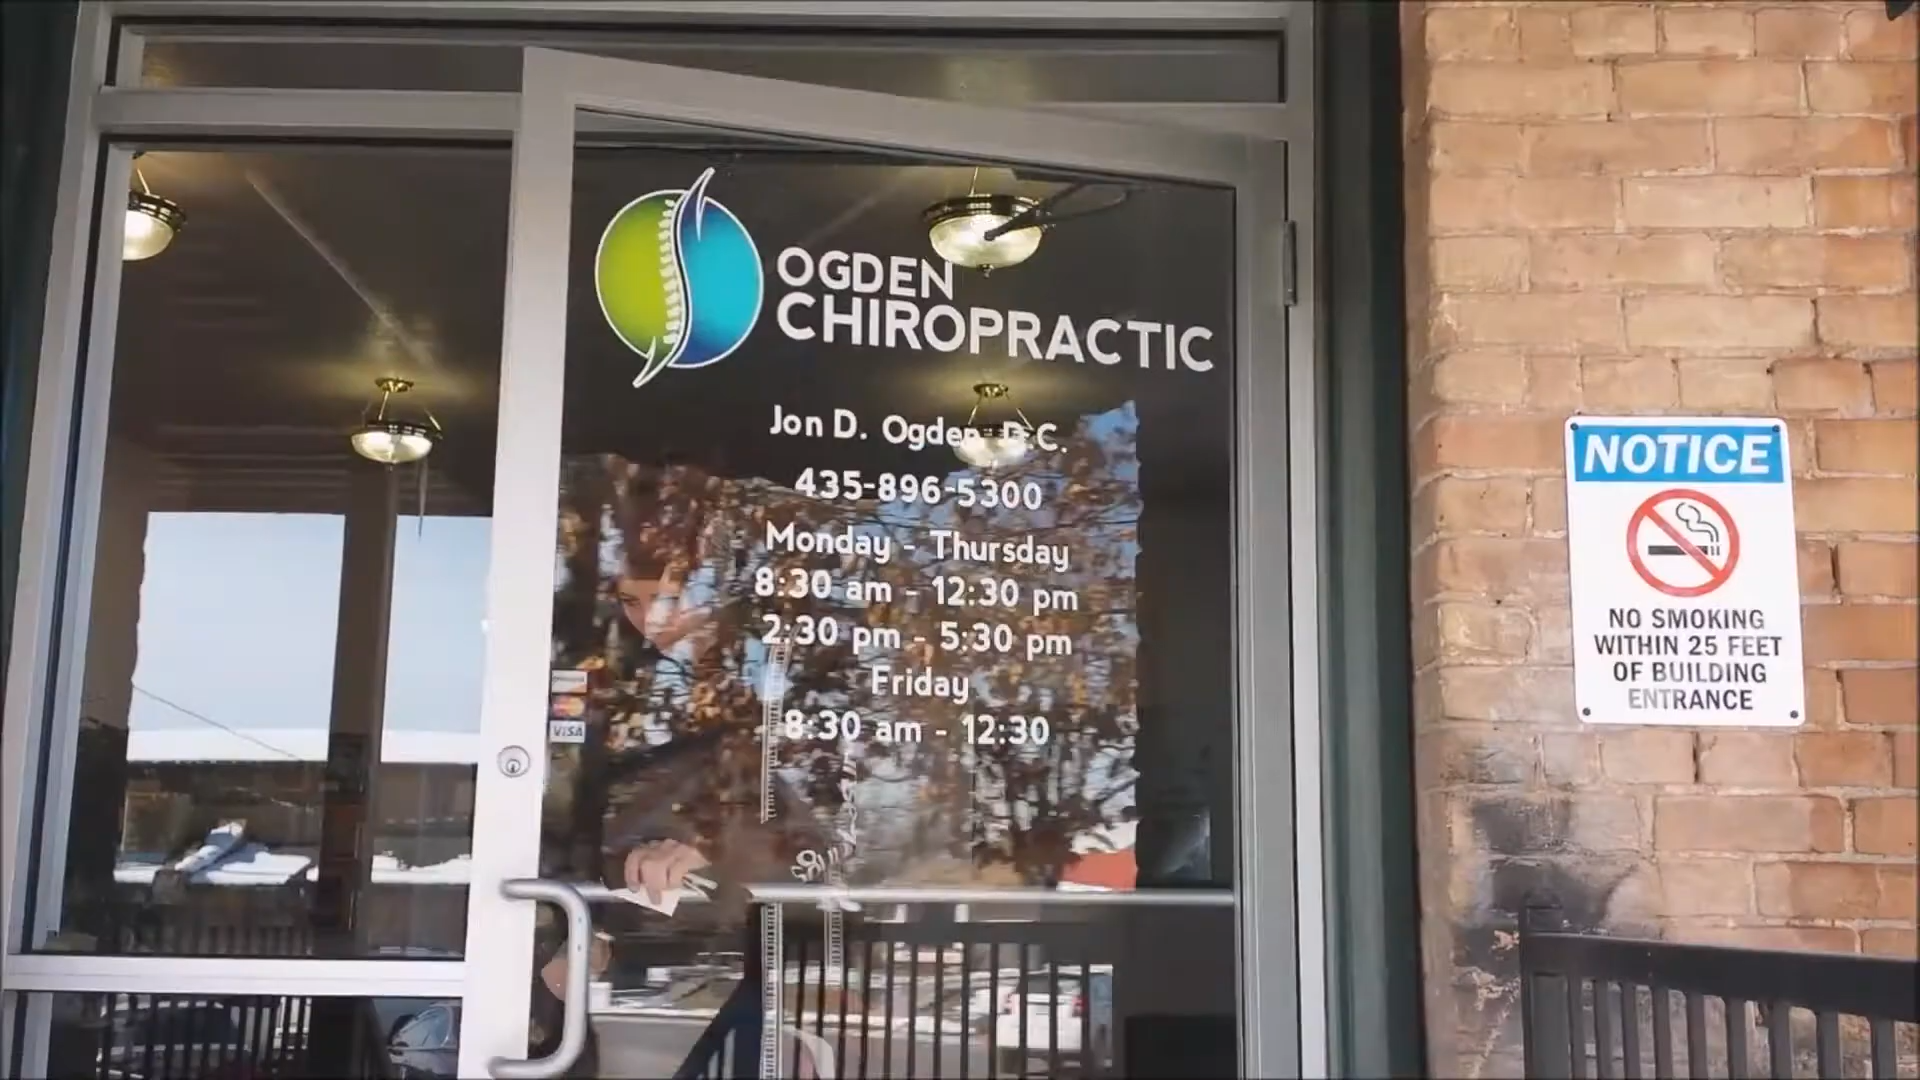 OGDEN
CHIROPRACTIC
Jon D. Ogden D.C.
435-896-5300
Monday - Thursday
8:30 am - 12:30 pm
2:30 pm - 5:30 pm
Friday
8:30 am - 12:30
VISA
NOTICE
NO SMOKING
WITHIN 25 FEET
OF BUILDING
ENTRANCE